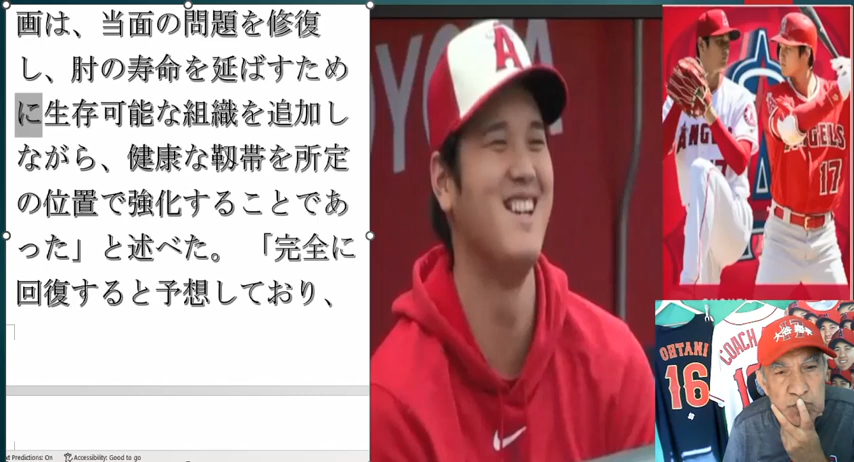 画は、当面の問題を修復
し、肘の寿命を延ばすため
に生存可能な組織を追加し
ながら、健康な靱帯を所定
の位置で強化することであ
った」と述べた。 「完全に
回復すると予想しており、
Predictions: On
Accessibility: Good to go
A
ANGELS
17
OHTANI
16
COACH